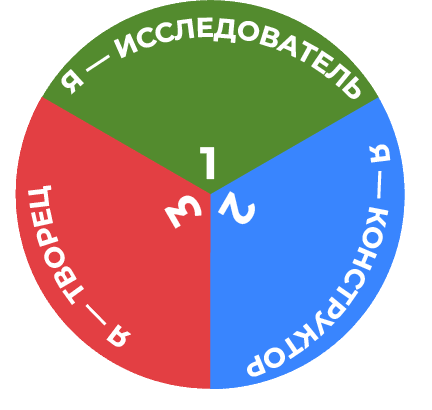 Я — ИССЛЕДОВАТЕЛЬ
1
Я — КОНСТРУКТОР
2
Я — ТВОРЕЦ
3